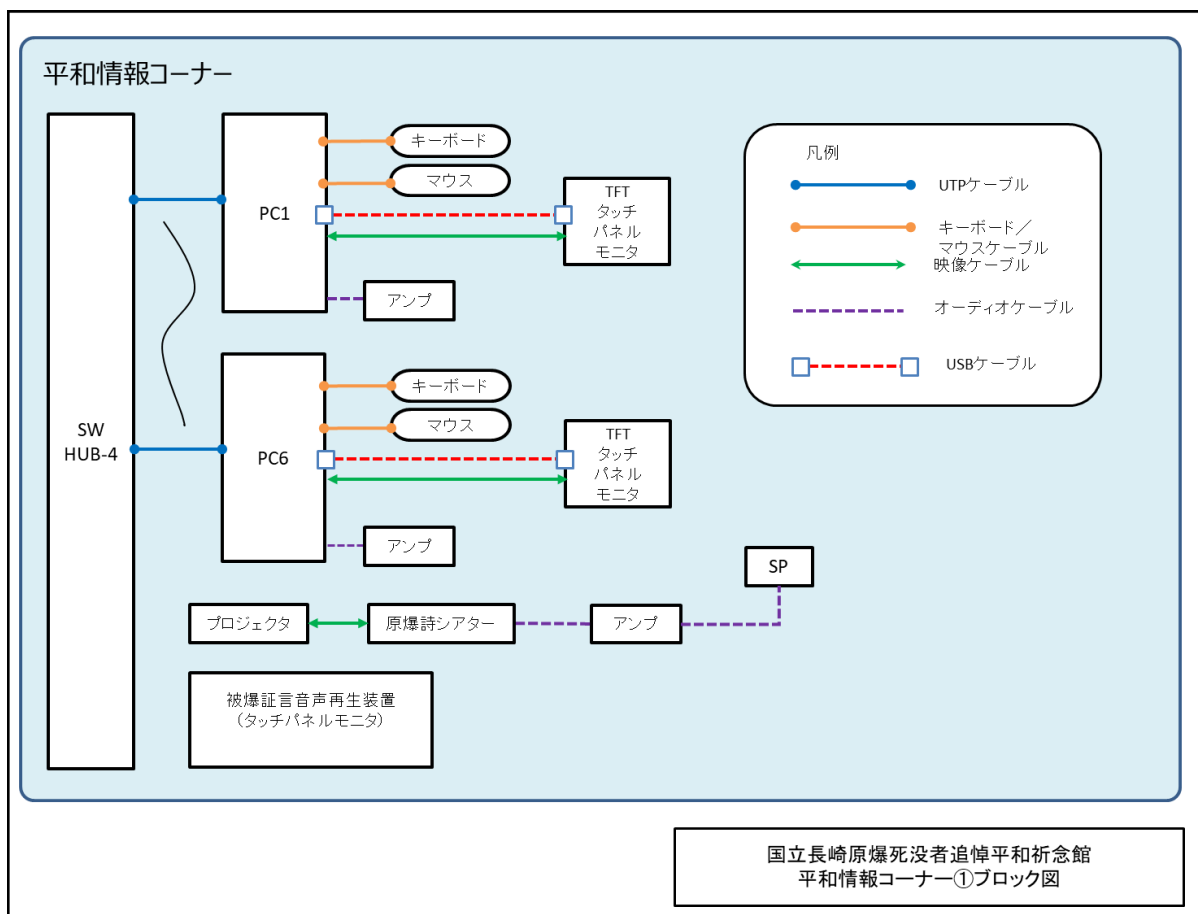 平和情報コーナー
SW
HUB-4
PC1
キーボード
マウス
TFT
タッチ
パネル
モニタ
アンプ
PC6
キーボード
マウス
TFT
タッチ
パネル
モニタ
アンプ
プロジェクタ
原爆詩シアター
アンプ
SP
被爆証言音声再生装置
(タッチパネルモニタ)
凡例
UTPケーブル
キーボード／
マウスケーブル
映像ケーブル
オーディオケーブル
USBケーブル
国立長崎原爆死没者追悼平和祈念館
平和情報コーナー①ブロック図